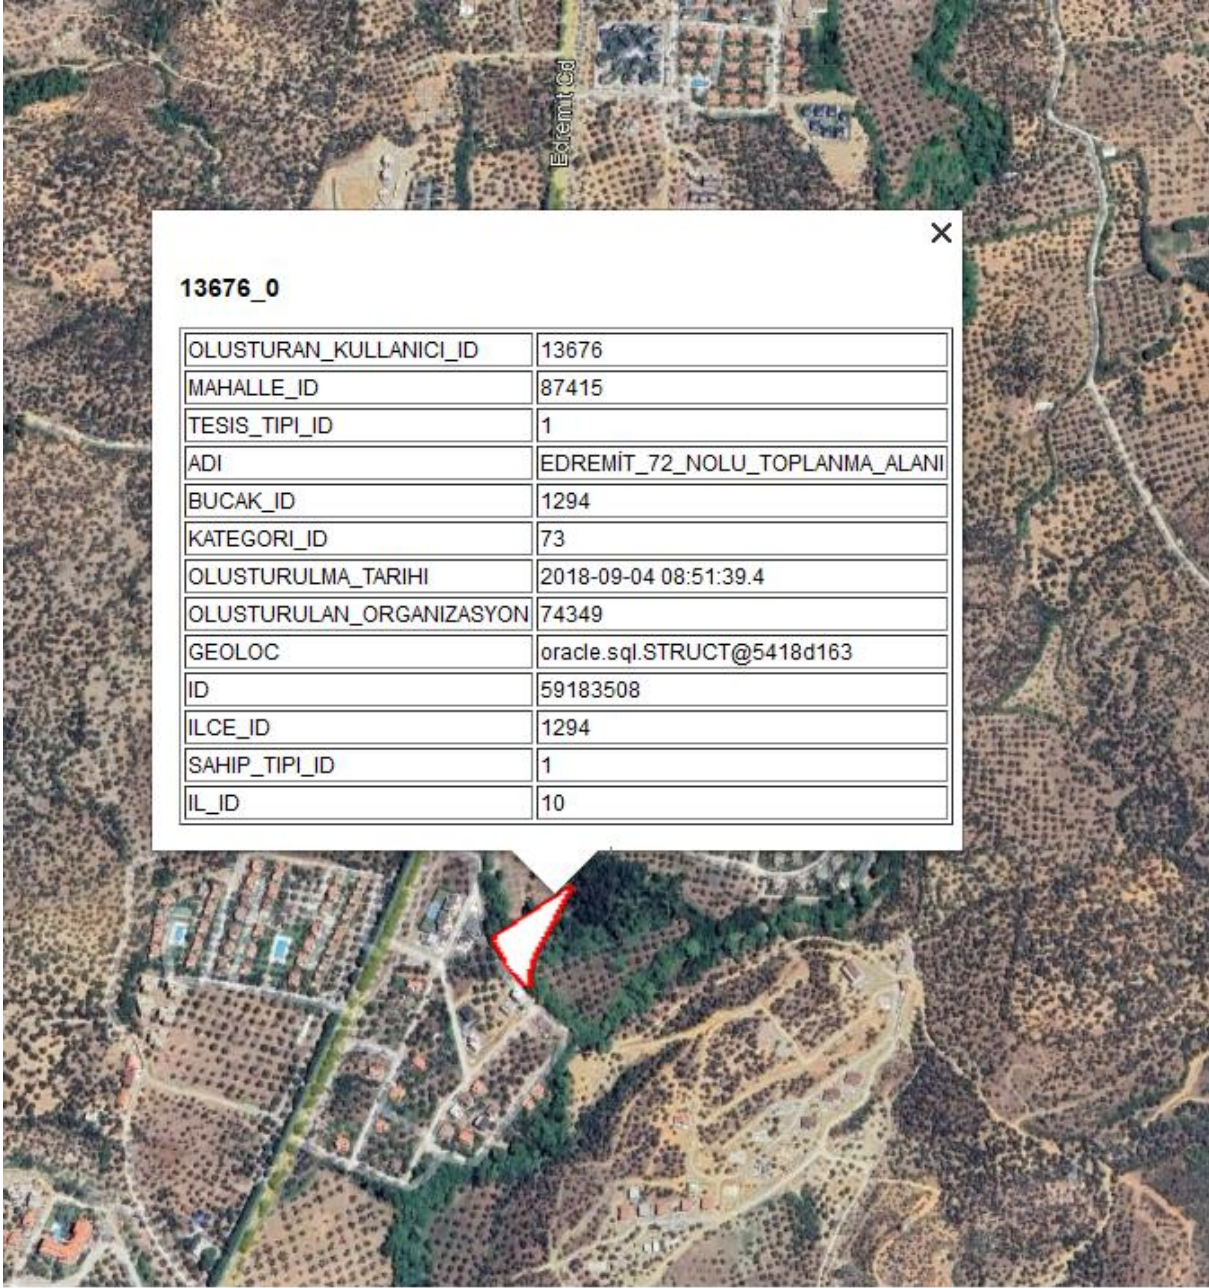 Edremit Cd
13676_0
OLUSTURAN_KULLANICI_ID 13676
MAHALLE_ID 87415
TESIS_TIPI_ID 1
ADI EDREMİT_72_NOLU_TOPLANMA_ALANI
BUCAK_ID 1294
KATEGORI_ID 73
OLUSTURULMA_TARIHI 2018-09-04 08:51:39.4
OLUSTURULAN_ORGANIZASYON 74349
GEOLOC oracle.sql.STRUCT@5418d163
ID 59183508
ILCE_ID 1294
SAHIP_TIPI_ID 1
IL_ID 10